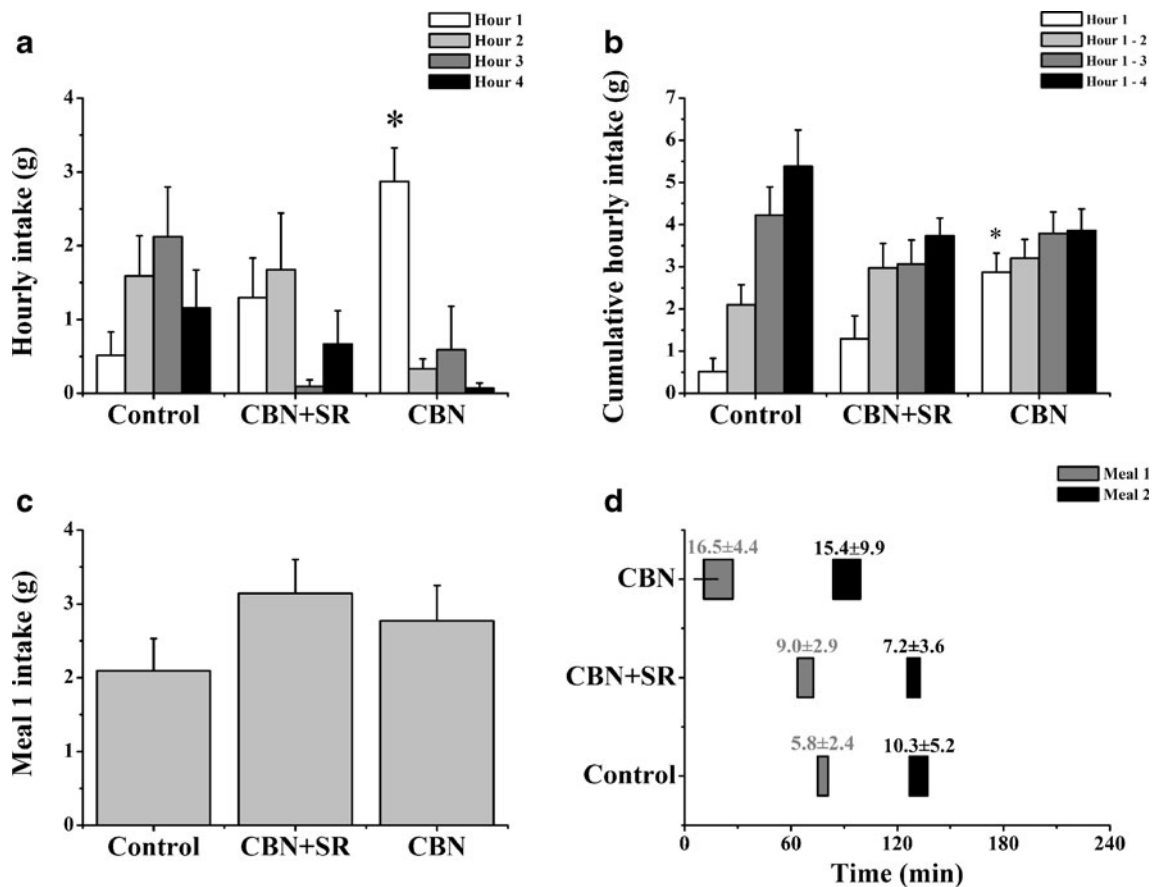 a
Hour 1
Hour 2
Hour 3
Hour 4
Hourly intake (g)
4
3
2
1
0
*
Control CBN+SR CBN
b
Hour 1
Hour 1 - 2
Hour 1 - 3
Hour 1 - 4
Cumulative hourly intake (g)
7
6
5
4
3
2
1
0
*
Control CBN+SR CBN
c
Meal 1 intake (g)
4
3
2
1
0
Control CBN+SR CBN
d
Meal 1
Meal 2
16.5±4.4 15.4±9.9
CBN
9.0±2.9 7.2±3.6
CBN+SR
5.8±2.4 10.3±5.2
Control
0 60 120 180 240
Time (min)